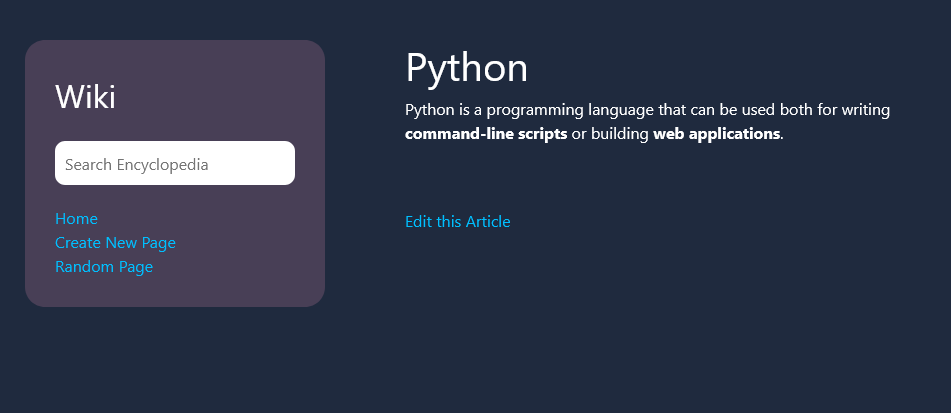 Wiki
Search Encyclopedia
Home
Create New Page
Random Page
Python
Python is a programming language that can be used both for writing
command-line scripts or building web applications.
Edit this Article